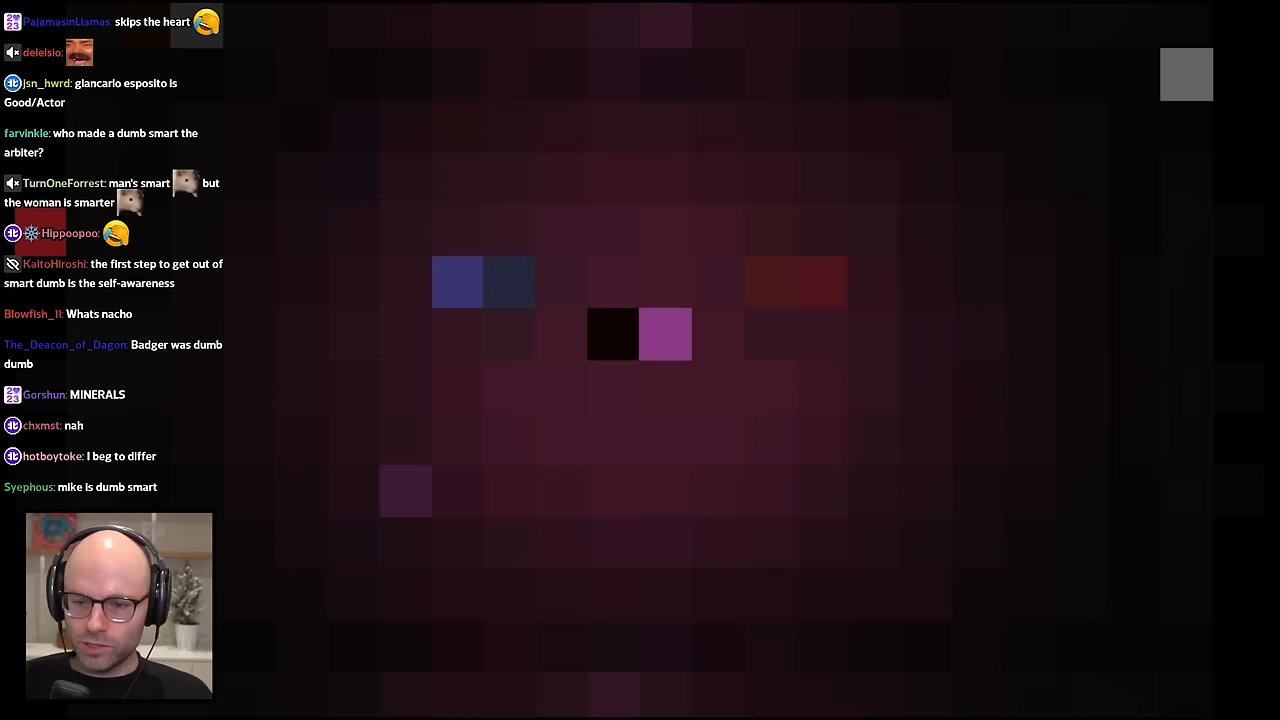 PajamasinLlamas: skips the heart
deielsio:
jsn_hwrd: giancarlo esposito is
Good/Actor
farvinkle: who made a dumb smart the
arbiter?
TurnOneForrest: man's smart but
the woman is smarter
Hippoopoo:
KaitoHiroshi: the first step to get out of
smart dumb is the self-awareness
Blowfish_11: Whats nacho
The_Deacon_of_Dagon: Badger was dumb
dumb
Gorshun: MINERALS
chxmst: nah
hotboytoke: I beg to differ
Syephous: mike is dumb smart